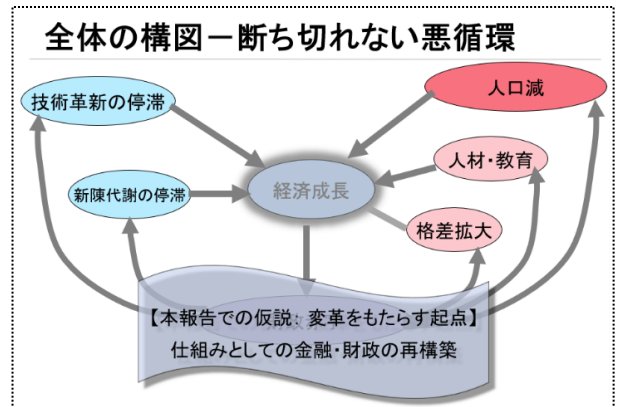 全体の構図－断ち切れない悪循環
技術革新の停滞
人口減
人材・教育
新陳代謝の停滞
経済成長
格差拡大
【本報告での仮説: 変革をもたらす起点】
仕組みとしての金融・財政の再構築